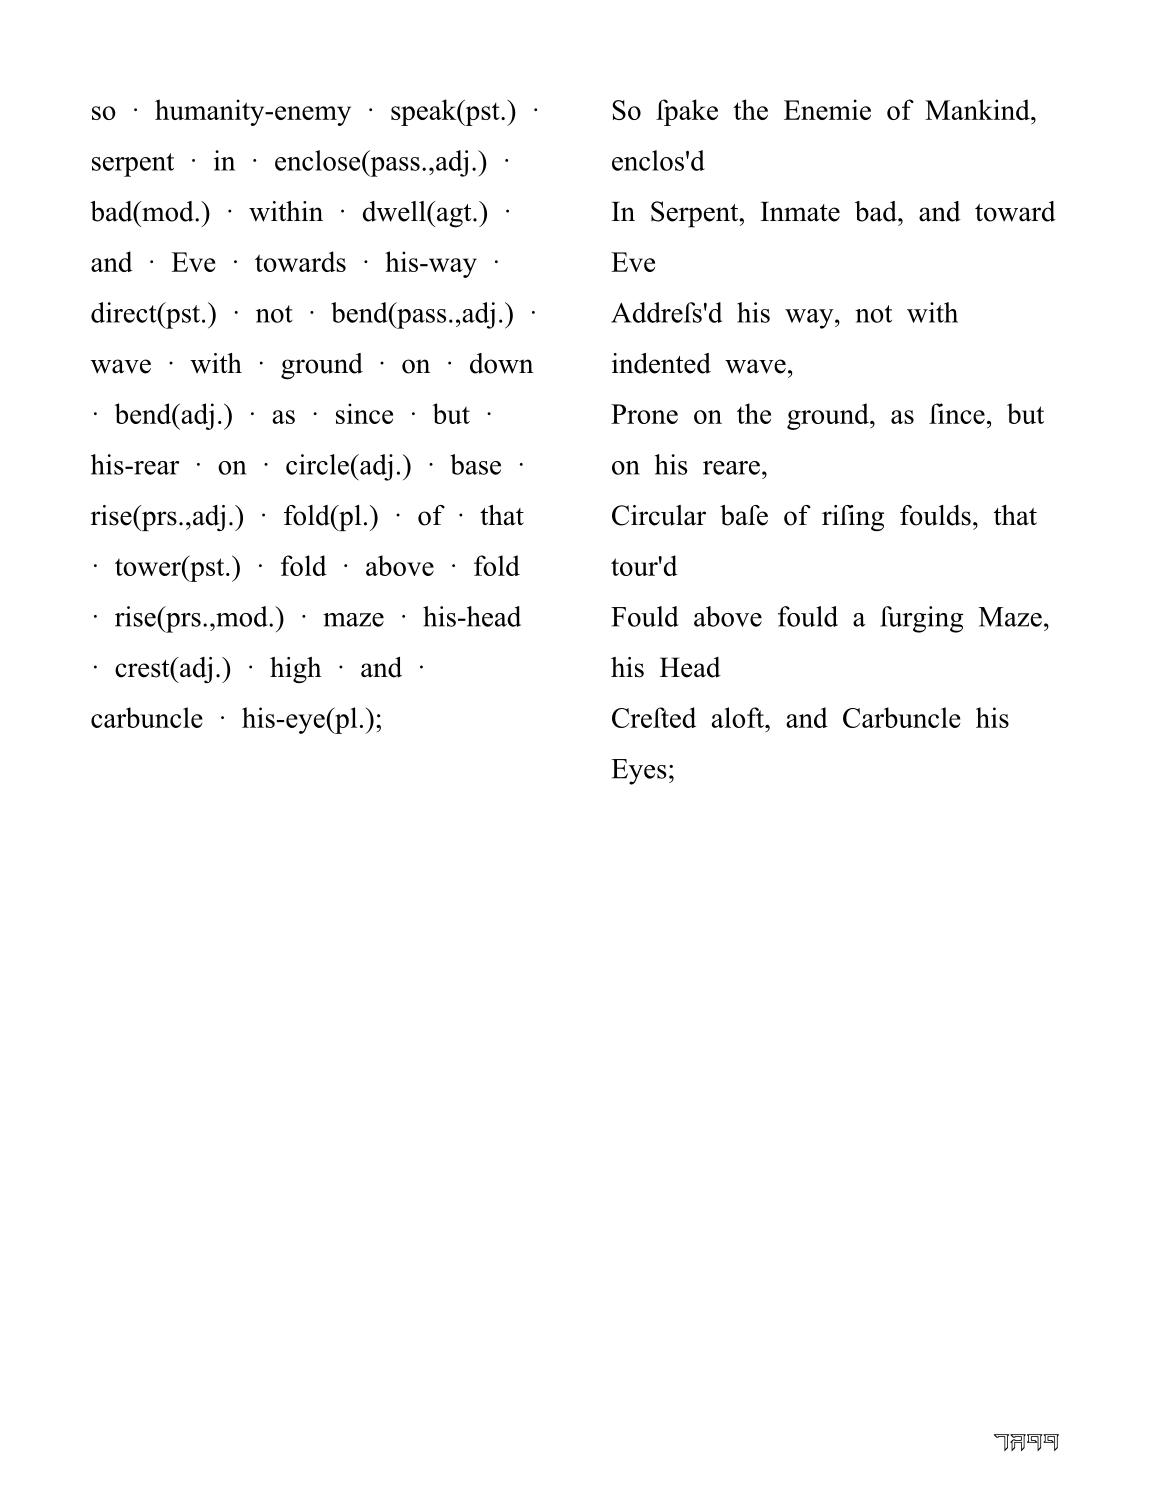 so · humanity-enemy · speak(pst.) ·
serpent · in · enclose(pass.,adj.) ·
bad(mod.) · within · dwell(agt.) ·
and · Eve · towards · his-way ·
direct(pst.) · not · bend(pass.,adj.) ·
wave · with · ground · on · down
· bend(adj.) · as · since · but ·
his-rear · on · circle(adj.) · base ·
rise(prs.,adj.) · fold(pl.) · of · that
· tower(pst.) · fold · above · fold
· rise(prs.,mod.) · maze · his-head
· crest(adj.) · high · and ·
carbuncle · his-eye(pl.);
So ſpake the Enemie of Mankind,
enclos'd
In Serpent, Inmate bad, and toward
Eve
Addreſs'd his way, not with
indented wave,
Prone on the ground, as ſince, but
on his reare,
Circular baſe of riſing foulds, that
tour'd
Fould above fould a ſurging Maze,
his Head
Creſted aloft, and Carbuncle his
Eyes;